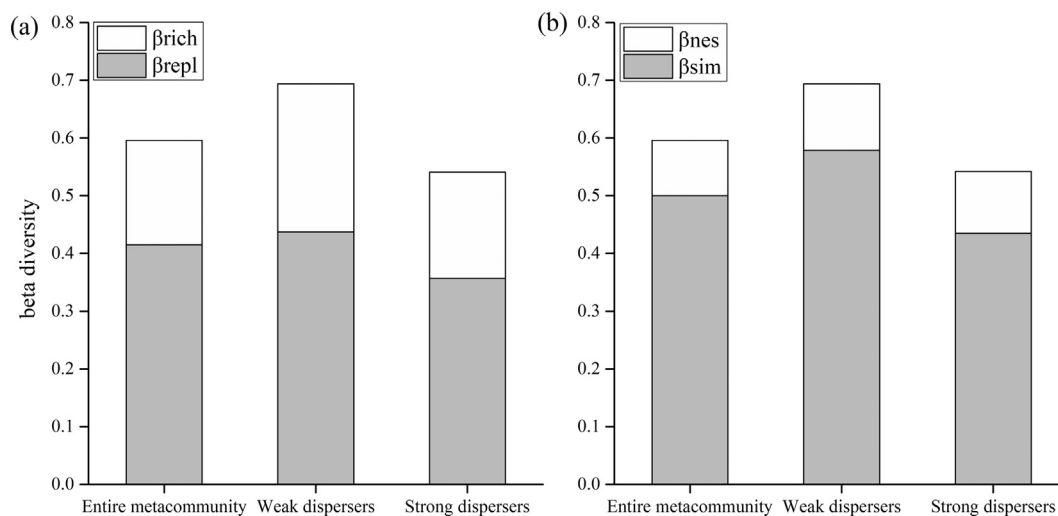 (a)
βrich
βrepl
beta diversity
0.8
0.7
0.6
0.5
0.4
0.3
0.2
0.1
0.0
Entire metacommunity Weak dispersers Strong dispersers
(b)
βnes
βsim
0.8
0.7
0.6
0.5
0.4
0.3
0.2
0.1
0.0
Entire metacommunity Weak dispersers Strong dispersers